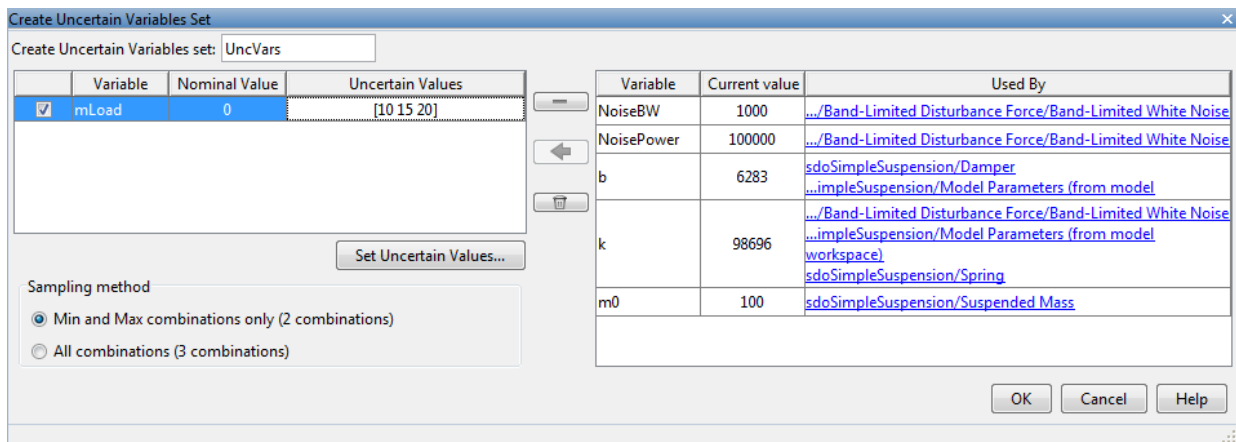 Create Uncertain Variables Set
Create Uncertain Variables set: UncVars
Variable Nominal Value Uncertain Values
mLoad 0 [10 15 20]
Set Uncertain Values...
Sampling method
Min and Max combinations only (2 combinations)
All combinations (3 combinations)
Variable Current value Used By
NoiseBW 1000 .../Band-Limited Disturbance Force/Band-Limited White Noise
NoisePower 100000 .../Band-Limited Disturbance Force/Band-Limited White Noise
b 6283 sdoSimpleSuspension/Damper
...impleSuspension/Model Parameters (from model
.../Band-Limited Disturbance Force/Band-Limited White Noise
k 98696 ...impleSuspension/Model Parameters (from model
workspace)
sdoSimpleSuspension/Spring
m0 100 sdoSimpleSuspension/Suspended Mass
OK Cancel Help